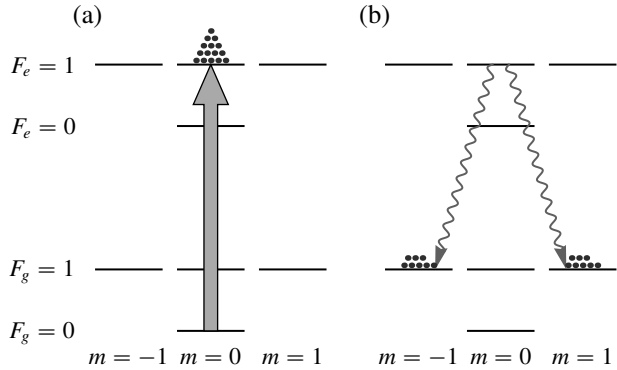 (a) (b)
F_e = 1
F_e = 0
F_g = 1
F_g = 0
m = −1 m = 0 m = 1 m = −1 m = 0 m = 1